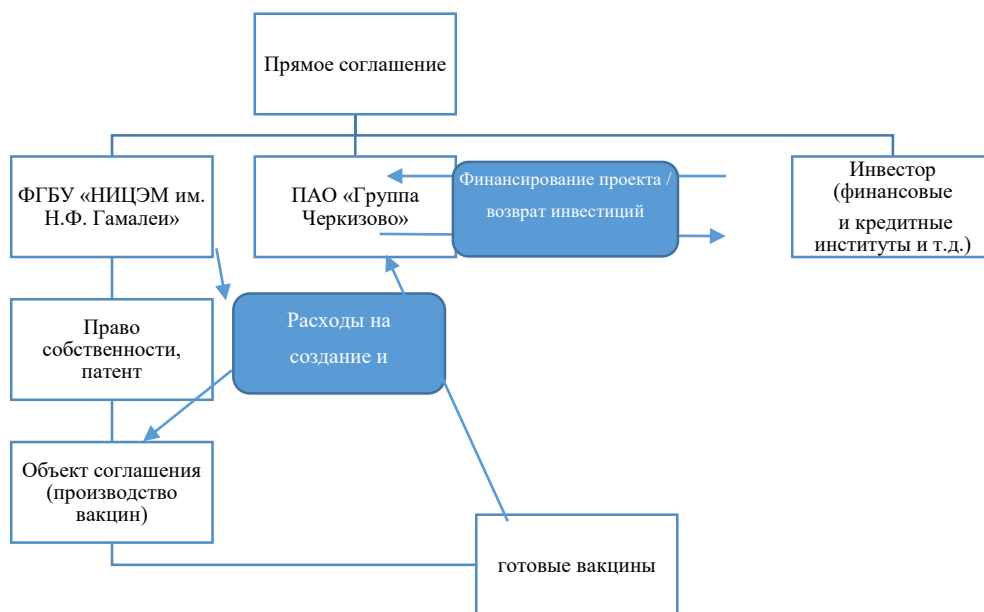 Прямое соглашение
ФГБУ «НИЦЭМ им.
Н.Ф. Гамалеи»
ПАО «Группа
Черкизово»
Финансирование проекта /
возврат инвестиций
Инвестор
(финансовые
и кредитные
институты и т.д.)
Право
собственности,
патент
Расходы на
создание и
Объект соглашения
(производство
вакцин)
готовые вакцины